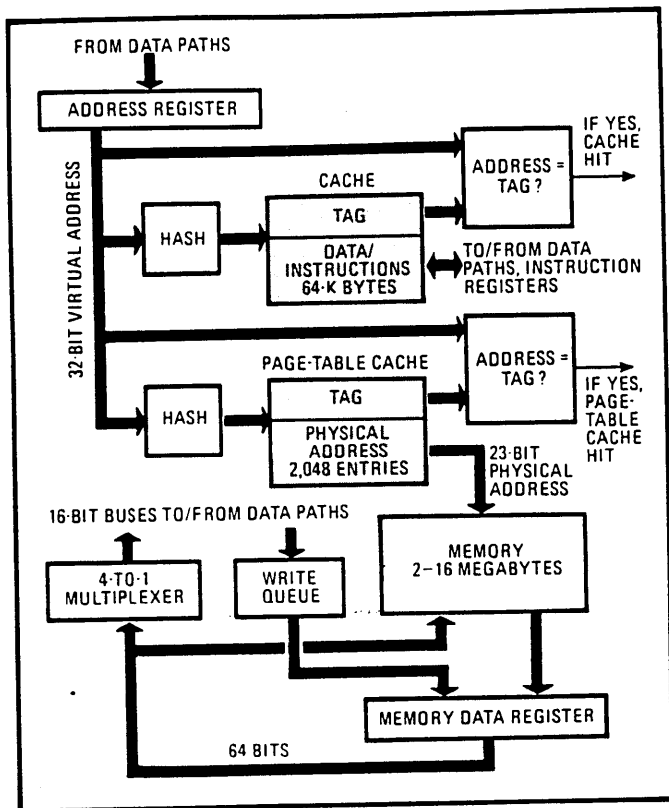 FROM DATA PATHS
ADDRESS REGISTER
32-BIT VIRTUAL ADDRESS
CACHE
HASH
TAG
DATA/
INSTRUCTIONS
64-K BYTES
ADDRESS =
TAG?
IF YES,
CACHE
HIT
TO/FROM DATA
PATHS, INSTRUCTION
REGISTERS
PAGE-TABLE CACHE
HASH
TAG
PHYSICAL
ADDRESS
2,048 ENTRIES
ADDRESS =
TAG?
IF YES,
PAGE-
TABLE
CACHE
HIT
23-BIT
PHYSICAL
ADDRESS
16-BIT BUSES TO/FROM DATA PATHS
4-TO-1
MULTIPLEXER
WRITE
QUEUE
MEMORY
2–16 MEGABYTES
MEMORY DATA REGISTER
64 BITS